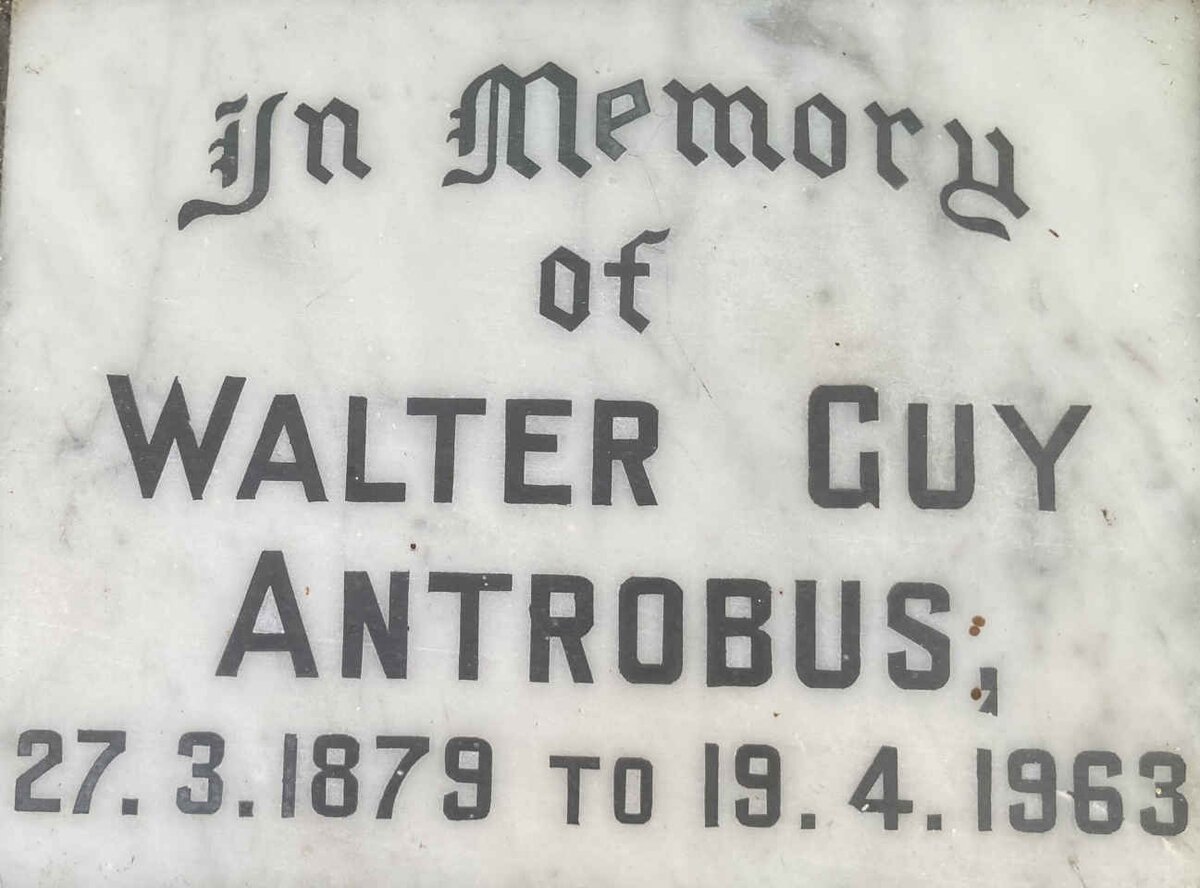 In Memory
of
WALTER GUY
ANTROBUS,
27.3.1879 TO 19.4.1963